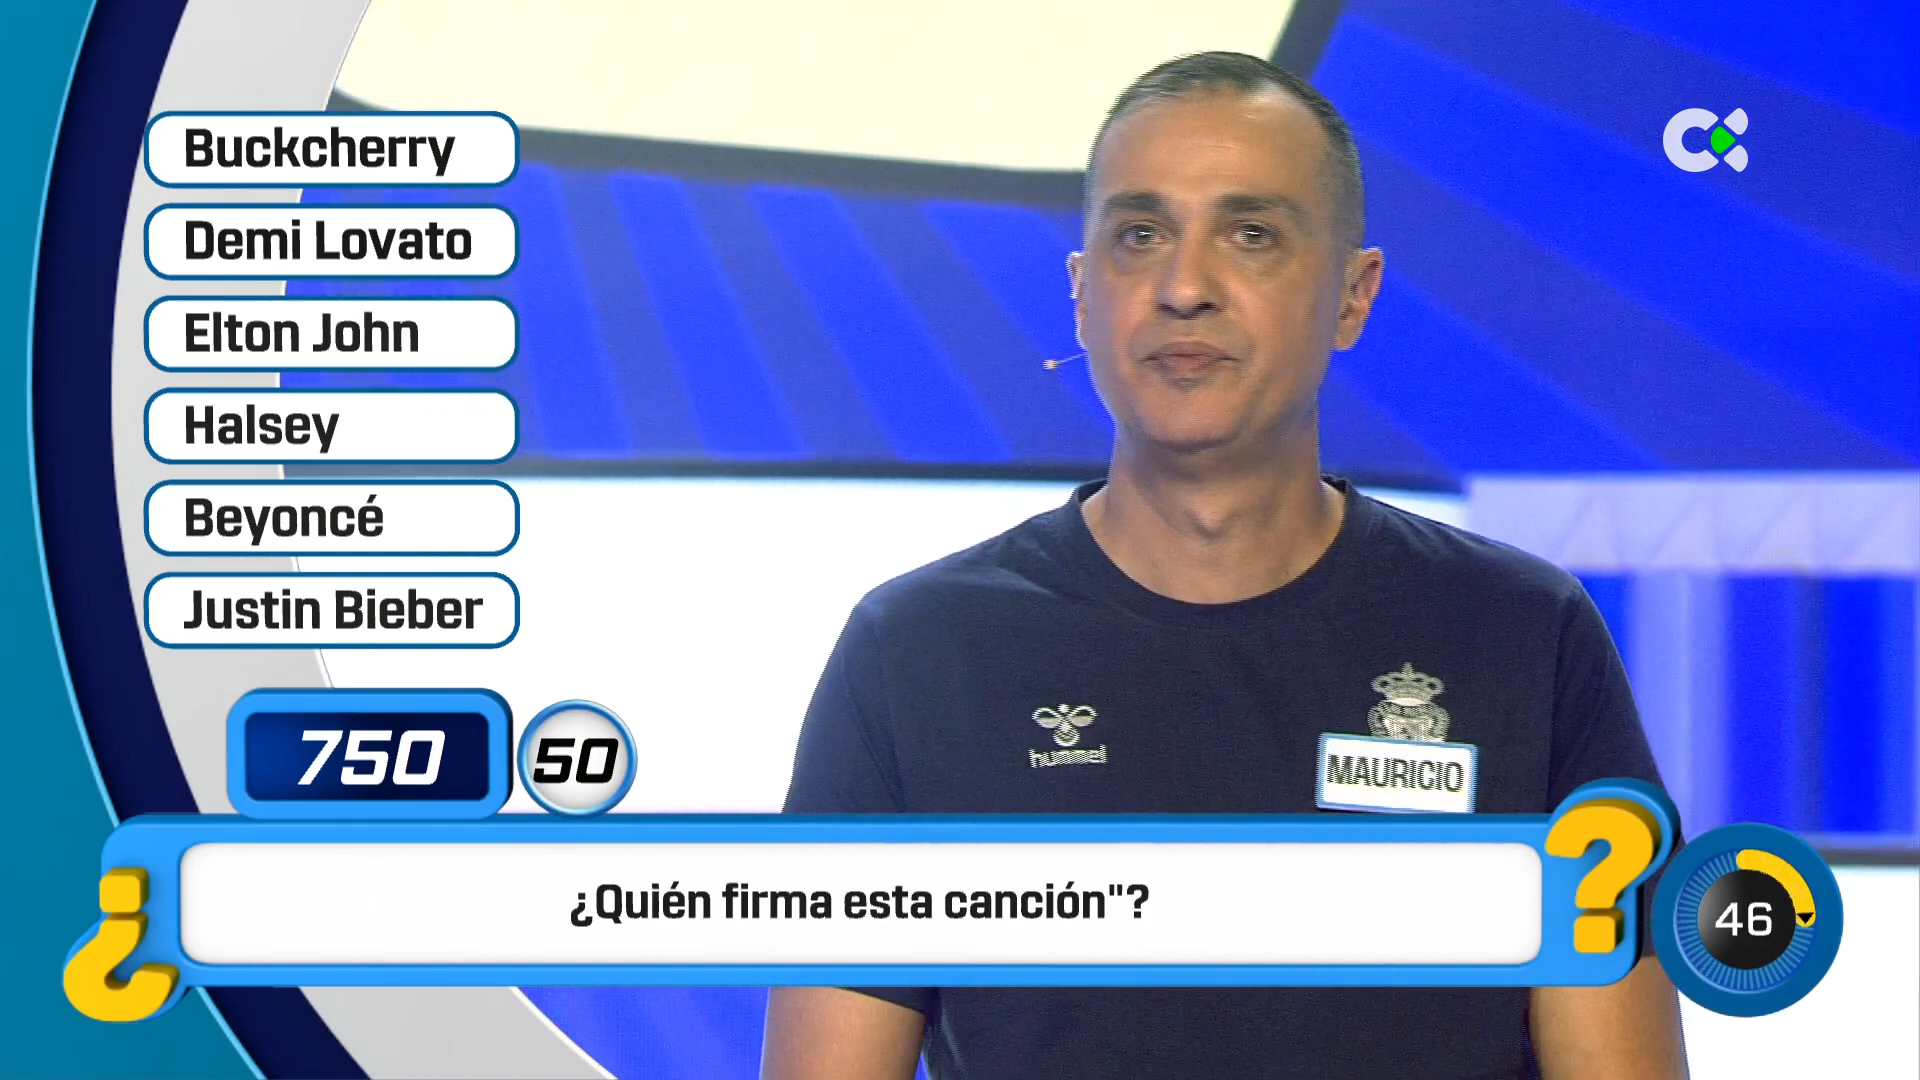 Buckcherry
Demi Lovato
Elton John
Halsey
Beyoncé
Justin Bieber
750
50
hummel
MAURICIO
¿Quién firma esta canción"?
46